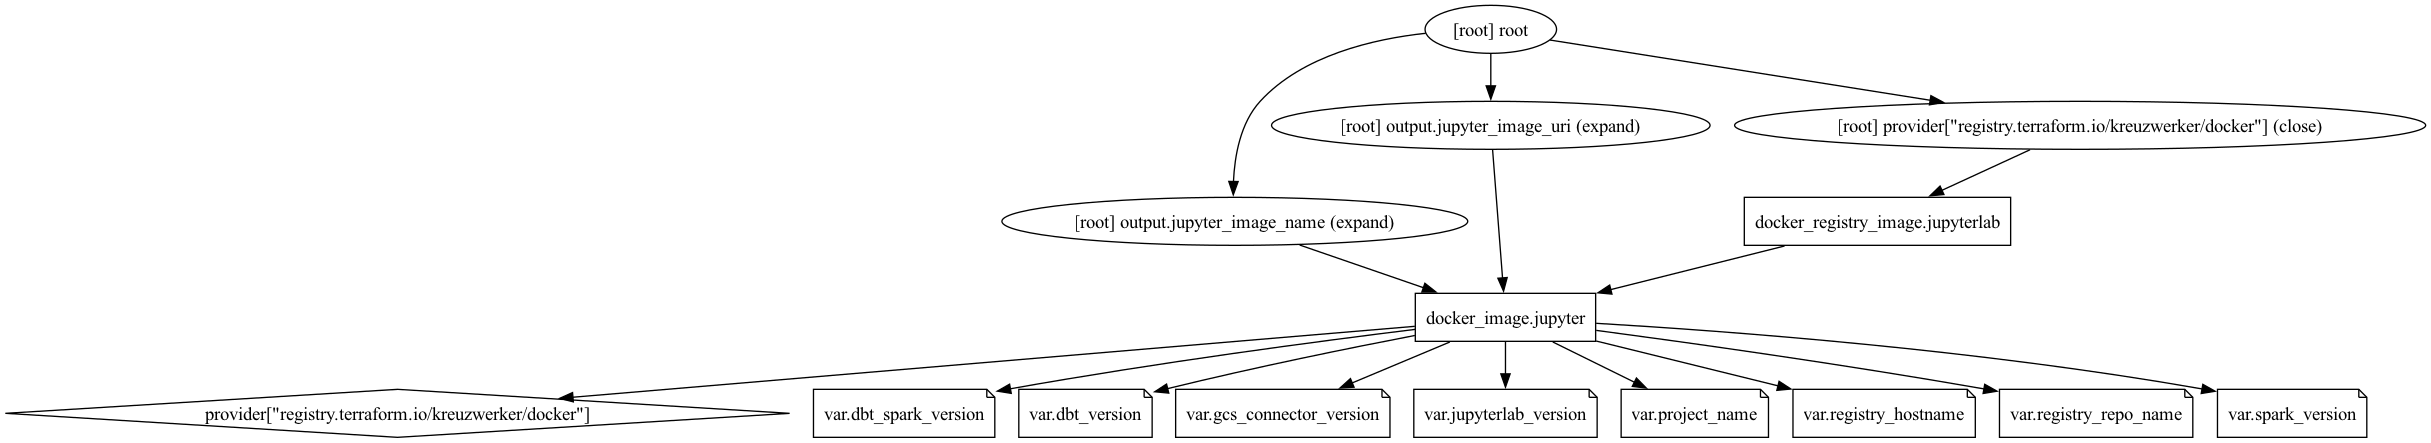 [root] root
[root] output.jupyter_image_uri (expand)
[root] provider["registry.terraform.io/kreuzwerker/docker"] (close)
[root] output.jupyter_image_name (expand)
docker_registry_image.jupyterlab
docker_image.jupyter
provider["registry.terraform.io/kreuzwerker/docker"]
var.dbt_spark_version
var.dbt_version
var.gcs_connector_version
var.jupyterlab_version
var.project_name
var.registry_hostname
var.registry_repo_name
var.spark_version